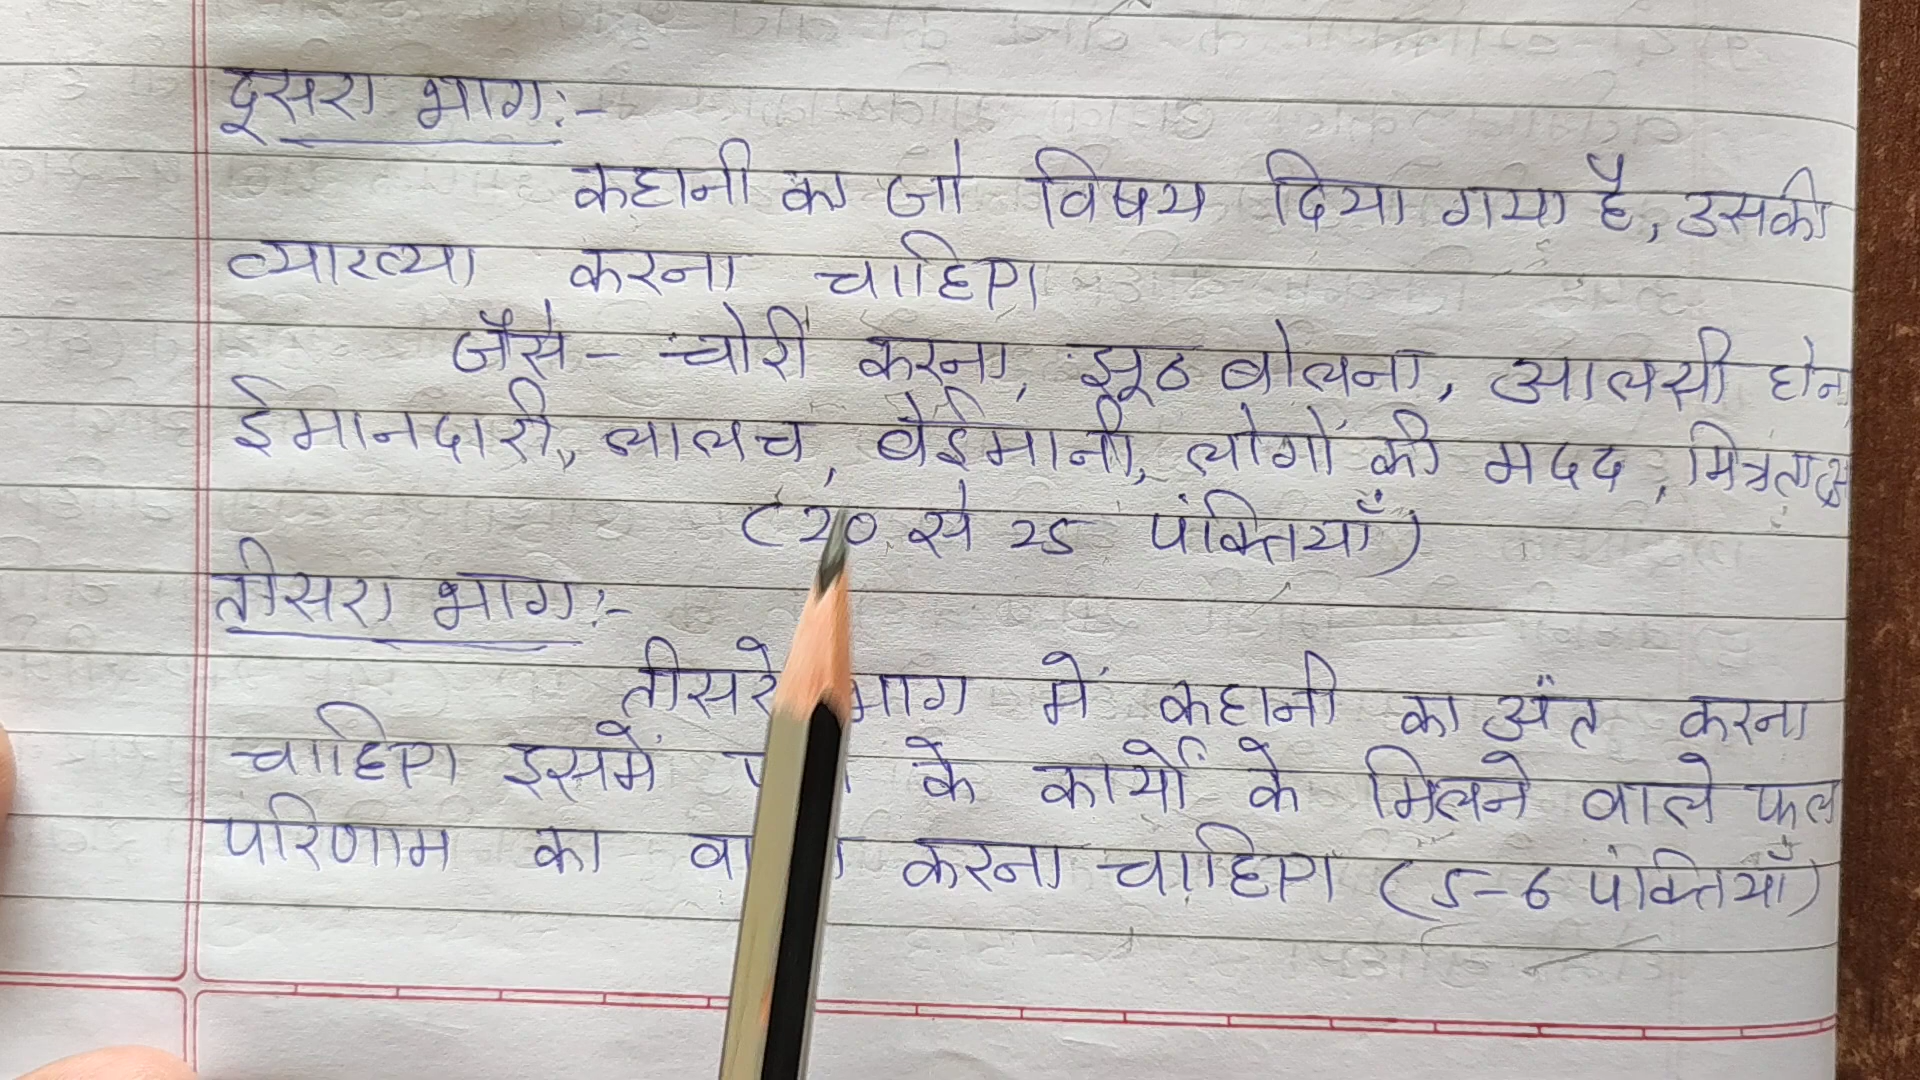 दूसरा भाग:-
कहानी का जो विषय दिया गया है, उसकी
व्याख्या करना चाहिए।
जैसे - चोरी करना, झूठ बोलना, आलसी होना
ईमानदारी, लालच, बेईमानी, लोगों की मदद, मित्रता
(20 से 25 पंक्तियाँ)
तीसरा भाग:-
तीसरे भाग में कहानी का अंत करना
चाहिए। इसमें के कार्यों के मिलने वाले फल
परिणाम का करना चाहिए। (5-6 पंक्तियाँ)